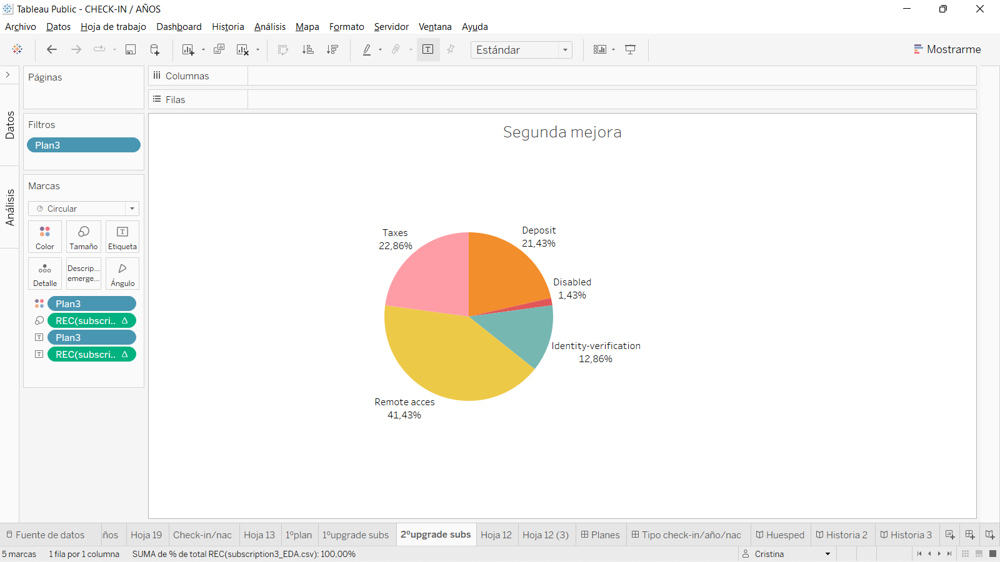 Tableau Public - CHECK-IN / AÑOS
Archivo Datos Hoja de trabajo Dashboard Historia Análisis Mapa Formato Servidor Ventana Ayuda
Estándar
Mostrarme
Datos
Análisis
Páginas
Filtros
Plan3
Marcas
Circular
Color Tamaño Etiqueta
Detalle
Descrip...
emerge...
Ángulo
Plan3
REC(subscri..
Plan3
REC(subscri..
Columnas
Filas
Segunda mejora
Taxes
22,86%
Deposit
21,43%
Disabled
1,43%
Identity-verification
12,86%
Remote acces
41,43%
Fuente de datos ños Hoja 19 Check-in/nac Hoja 13 1ºplan 1ºupgrade subs 2ºupgrade subs Hoja 12 Hoja 12 (3) Planes Tipo check-in/año/nac Huesped Historia 2 Historia 3
5 marcas 1 fila por 1 columna SUMA de % de total REC(subscription3_EDA.csv): 100.00% Cristina